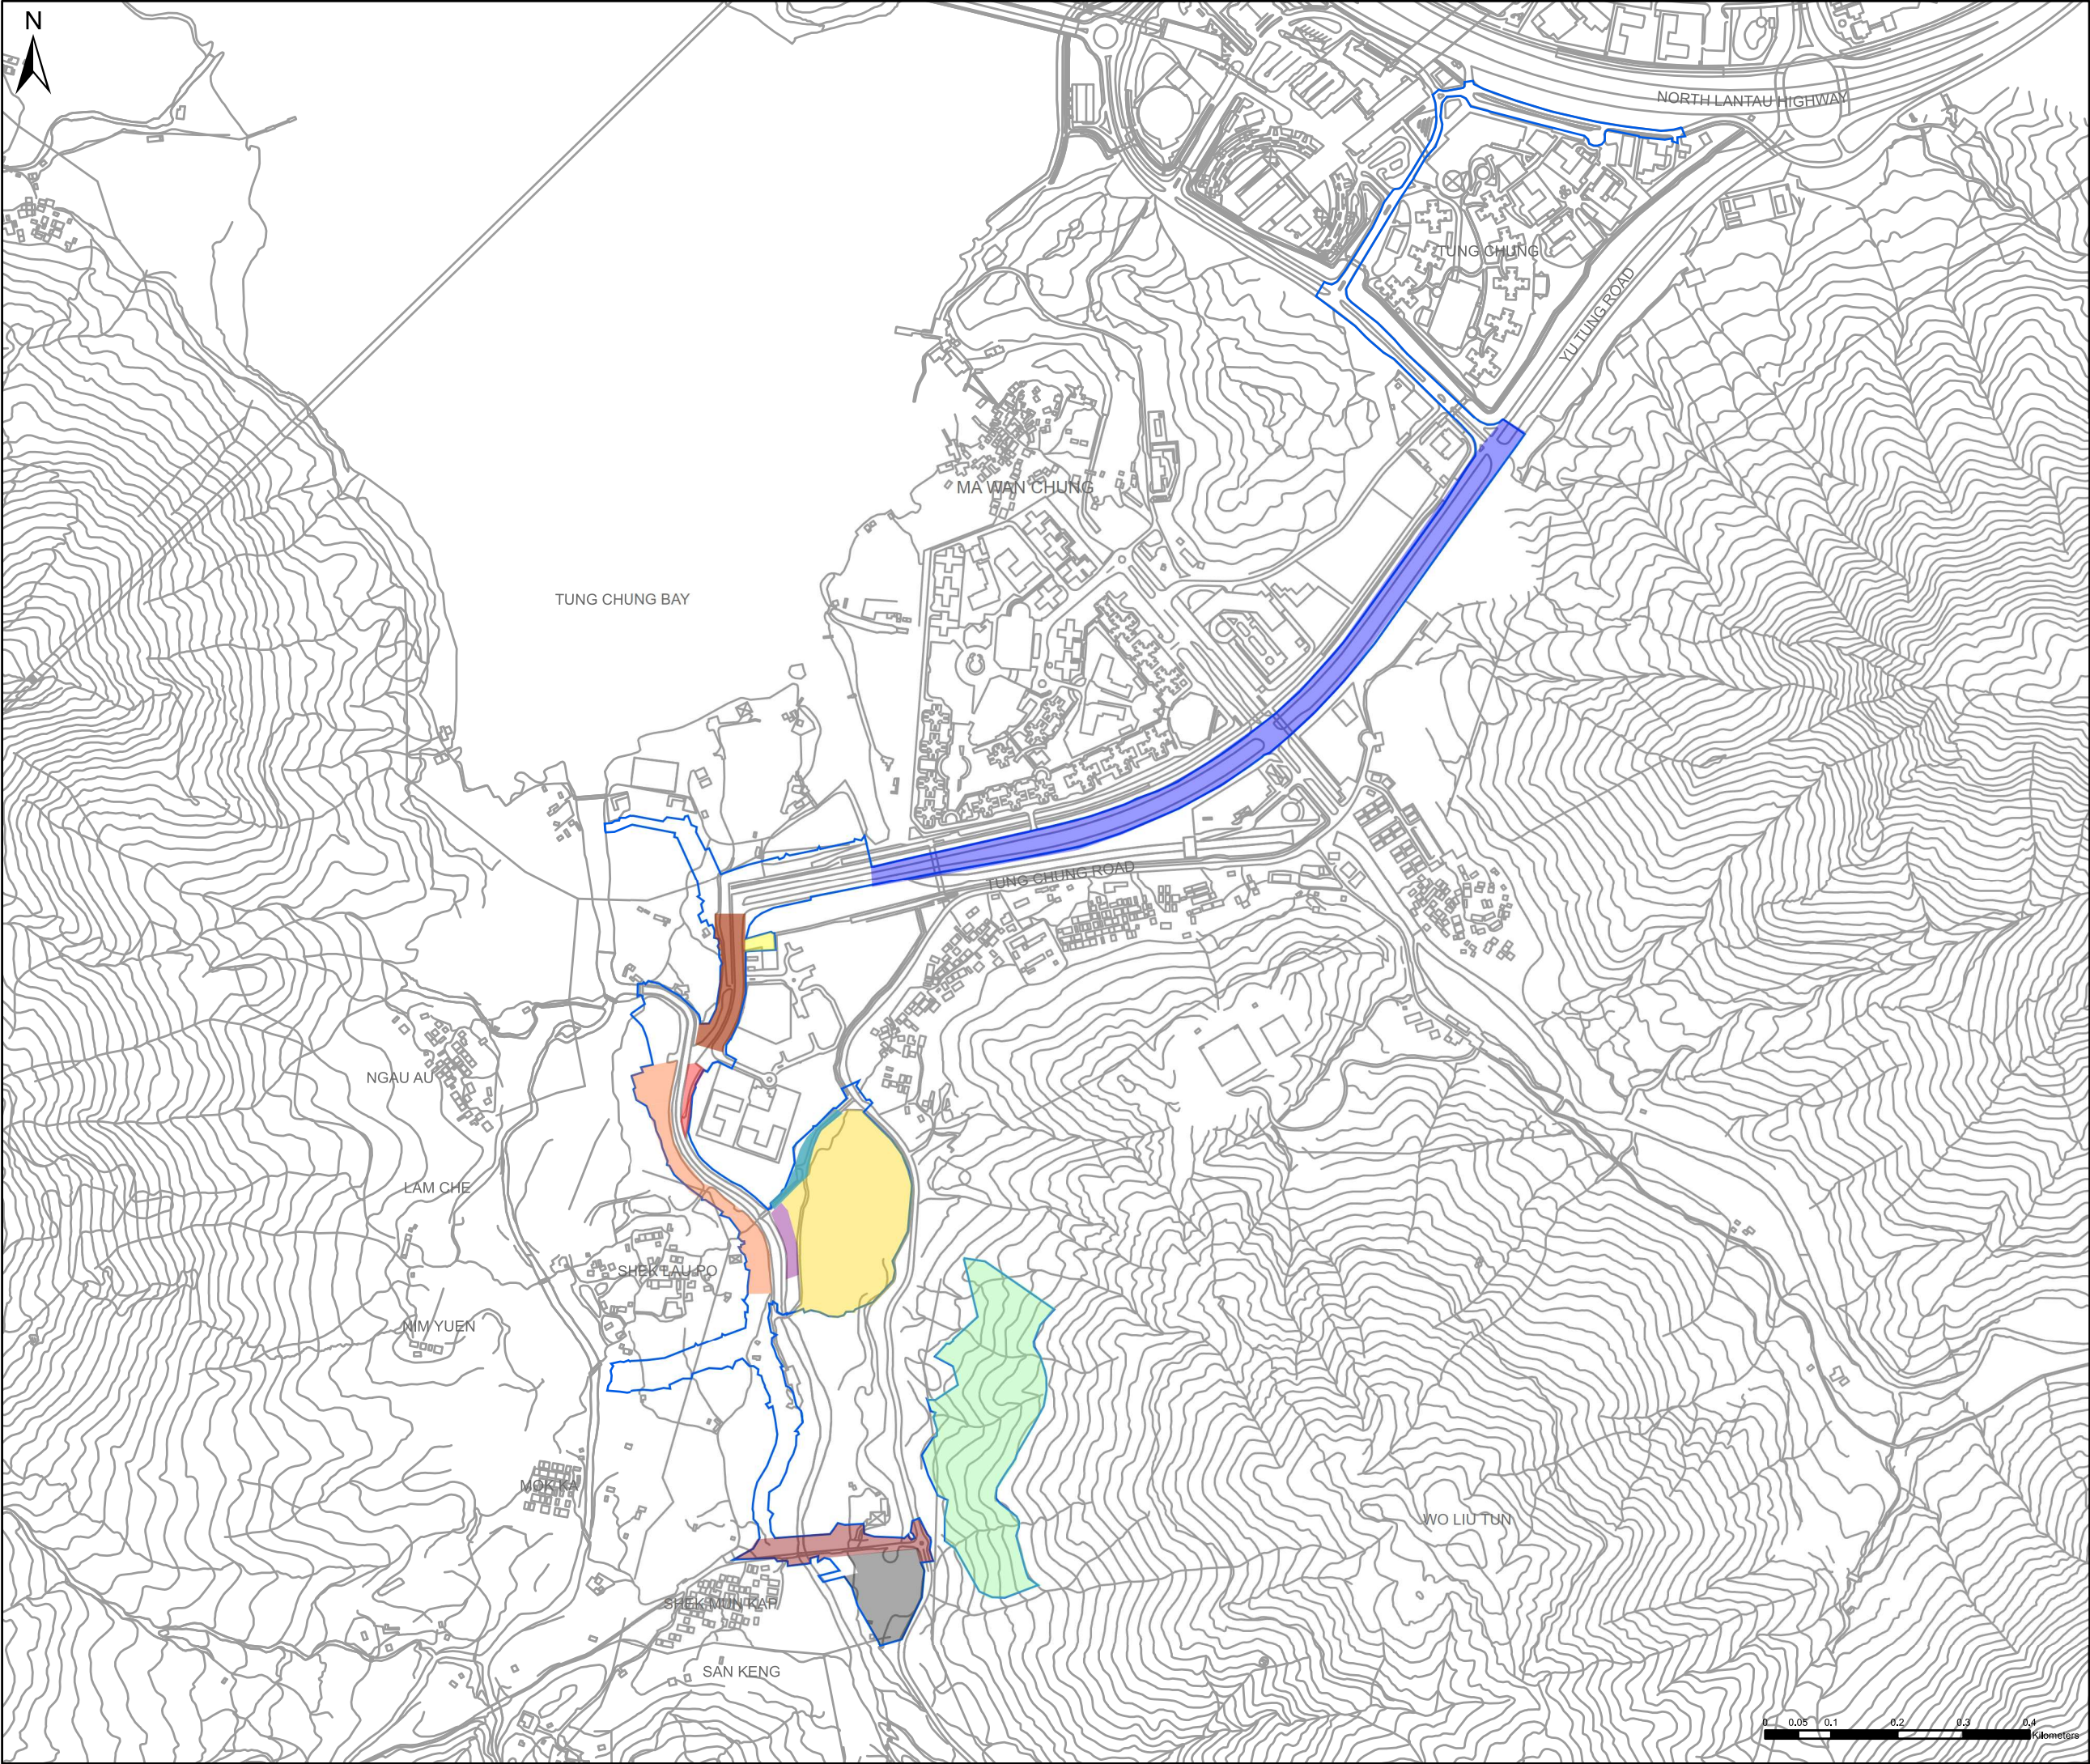 N
NORTH LANTAU HIGHWAY
TUNG CHUNG
YU TUNG ROAD
MA WAN CHUNG
TUNG CHUNG BAY
TUNG CHUNG ROAD
NGAU AU
LAM CHE
SHEK LAU PO
NIM YUEN
MOK KA
WO LIU TUN
SHEK MUN KAP
SAN KENG
0 0.05 0.1 0.2 0.3 0.4
Kilometers